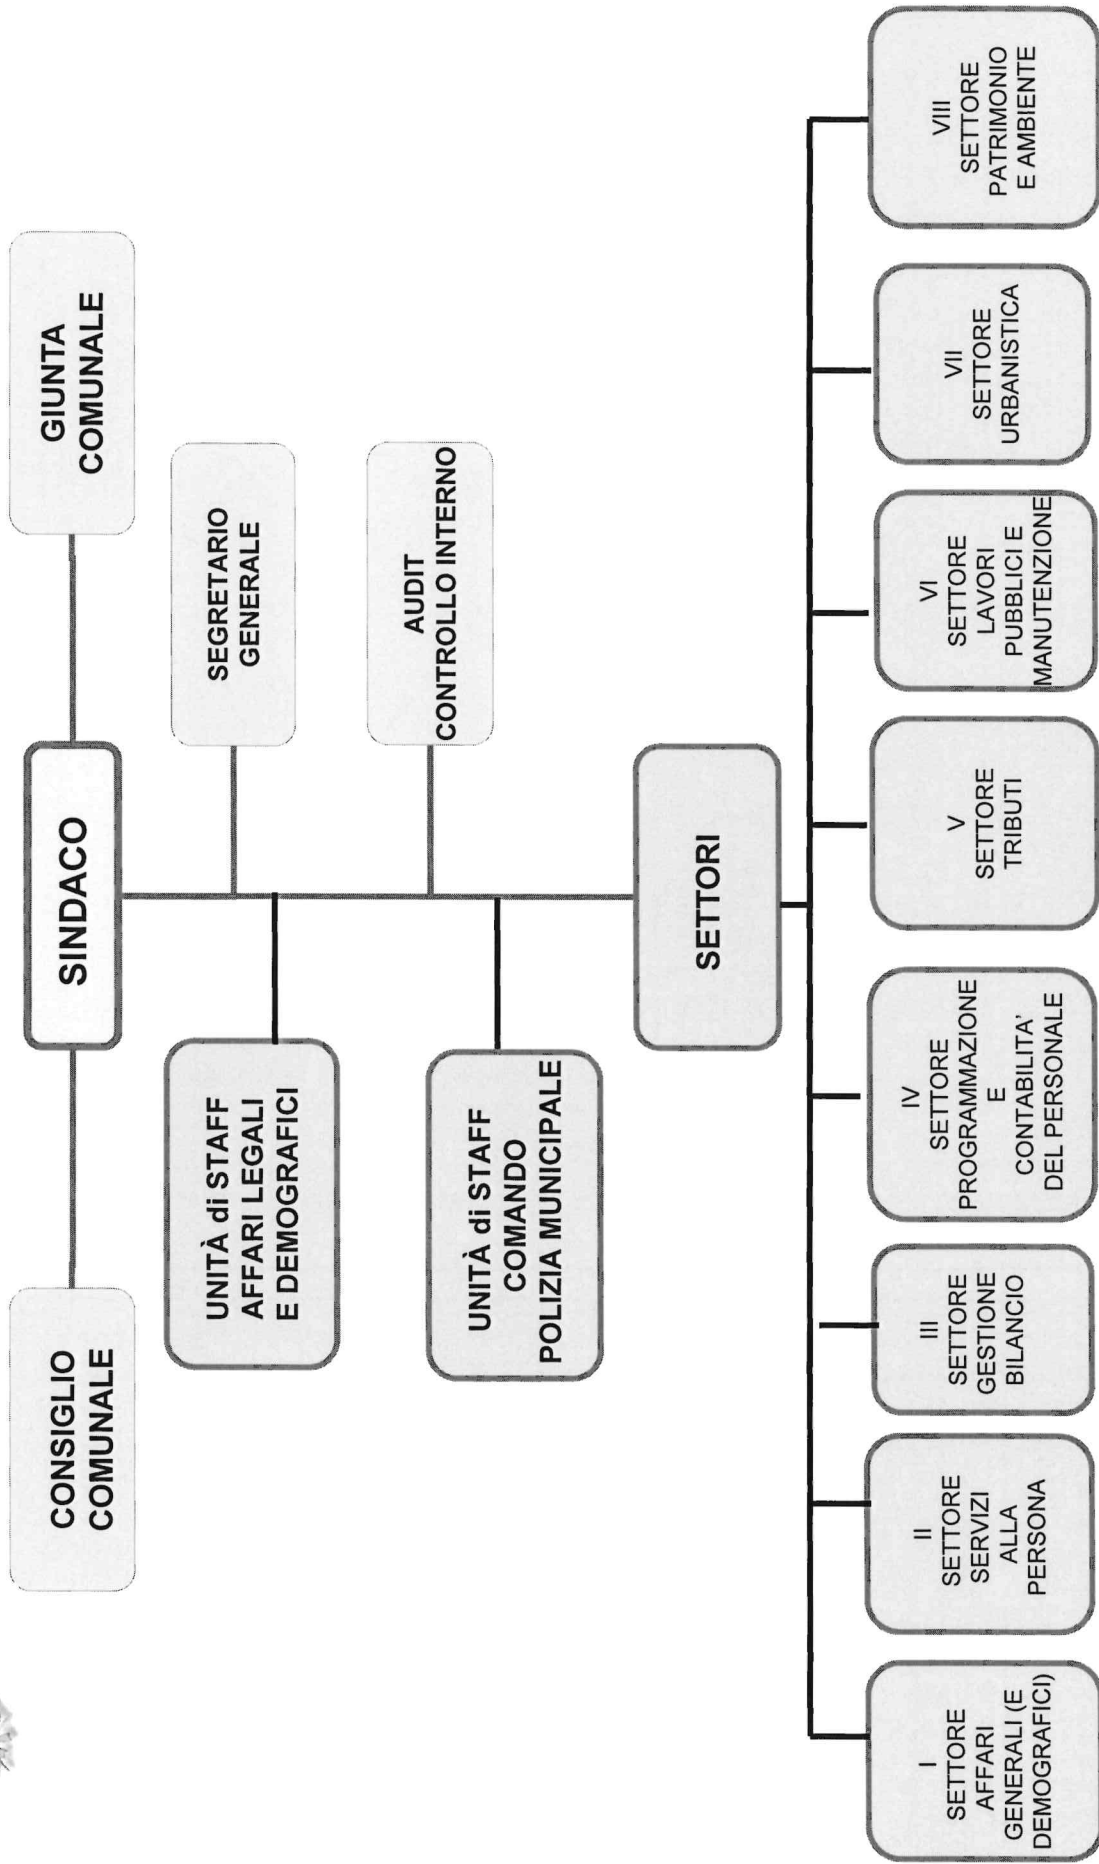 CONSIGLIO
COMUNALE
SINDACO
GIUNTA
COMUNALE
UNITÀ di STAFF
AFFARI LEGALI
E DEMOGRAFICI
SEGRETARIO
GENERALE
UNITÀ di STAFF
COMANDO
POLIZIA MUNICIPALE
AUDIT
CONTROLLO INTERNO
SETTORI
I
SETTORE
AFFARI
GENERALI (E
DEMOGRAFICI)
II
SETTORE
SERVIZI
ALLA
PERSONA
III
SETTORE
GESTIONE
BILANCIO
IV
SETTORE
PROGRAMMAZIONE
E
CONTABILITA'
DEL PERSONALE
V
SETTORE
TRIBUTI
VI
SETTORE
LAVORI
PUBBLICI E
MANUTENZIONE
VII
SETTORE
URBANISTICA
VIII
SETTORE
PATRIMONIO
E AMBIENTE